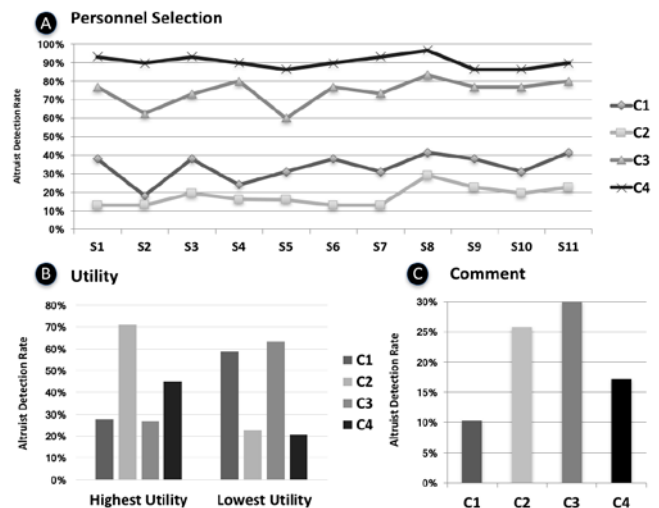 A Personnel Selection
Altruist Detection Rate
100%
90%
80%
70%
60%
50%
40%
30%
20%
10%
0%
S1 S2 S3 S4 S5 S6 S7 S8 S9 S10 S11
C1
C2
C3
C4
B Utility
Altruist Detection Rate
80%
70%
60%
50%
40%
30%
20%
10%
0%
Highest Utility Lowest Utility
C1
C2
C3
C4
C Comment
Altruist Detection Rate
30%
25%
20%
15%
10%
5%
0%
C1 C2 C3 C4